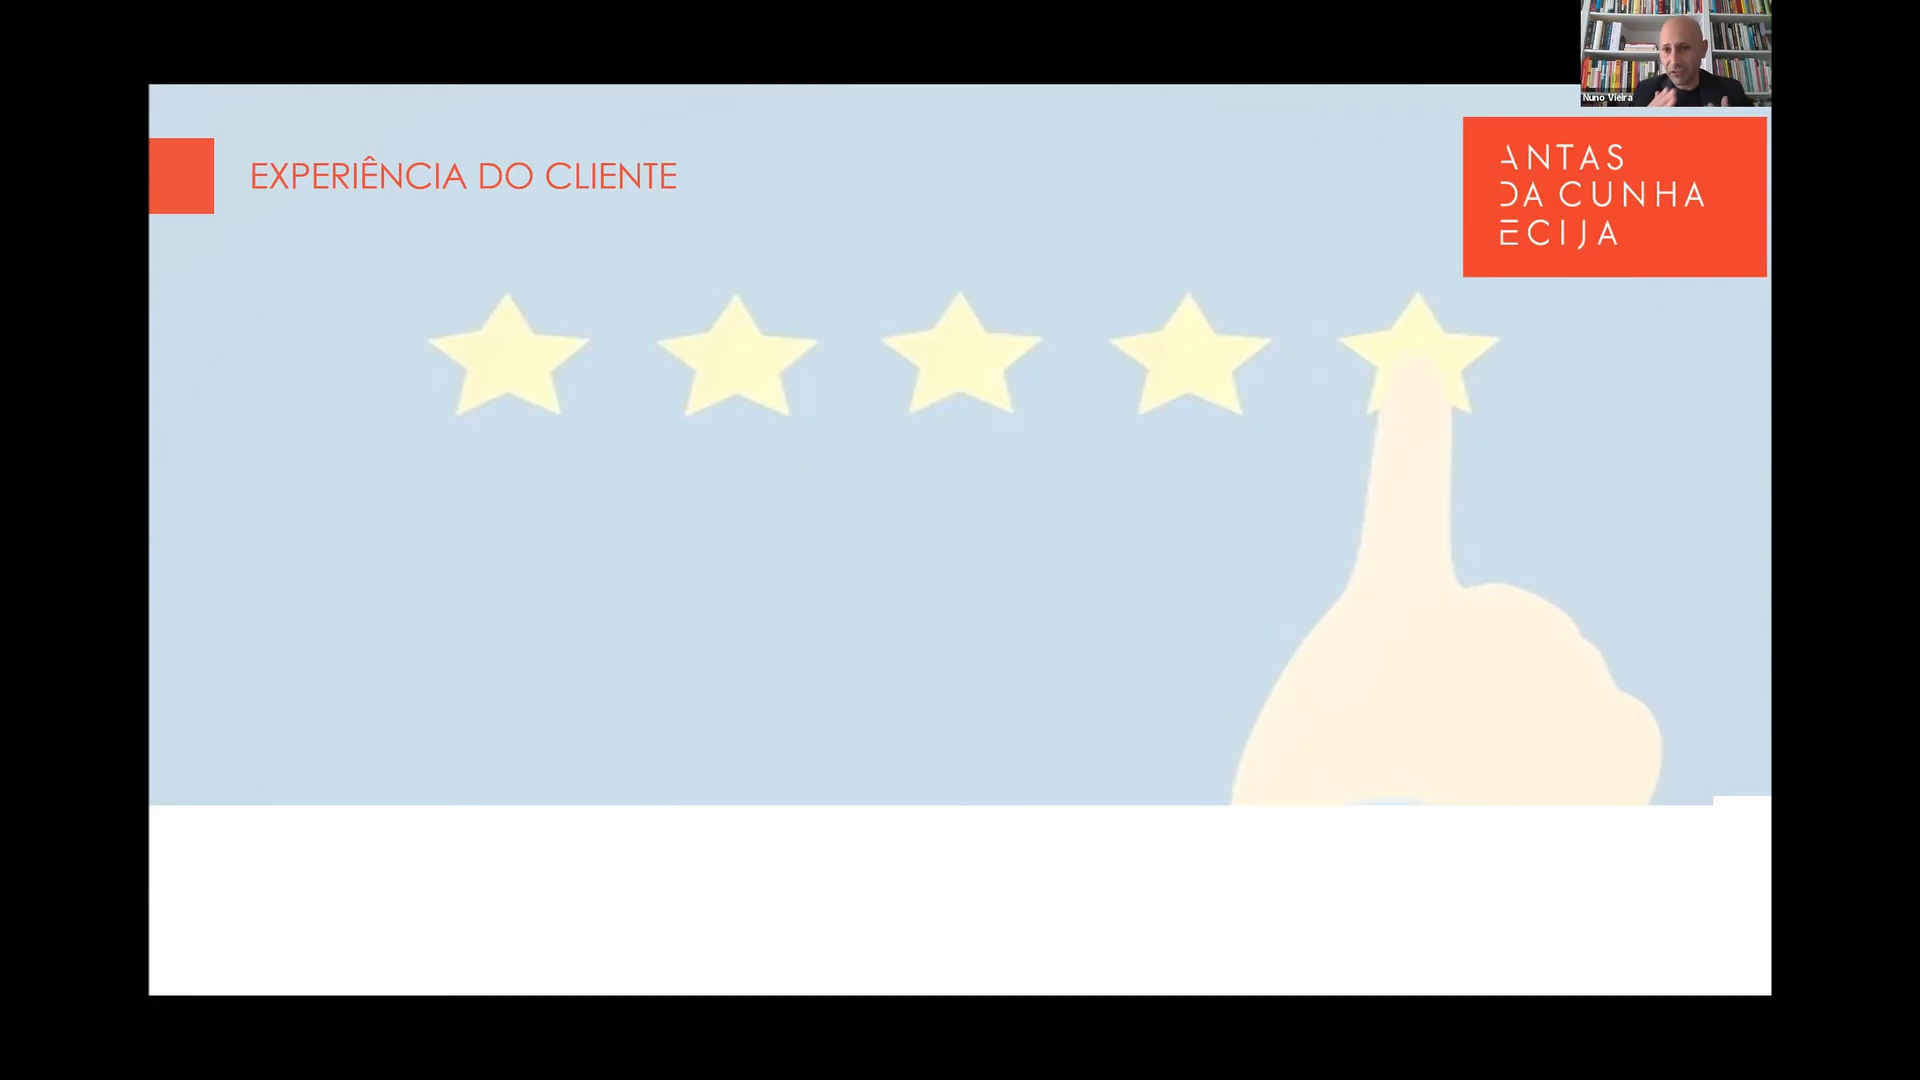 Nuno Vieira
EXPERIÊNCIA DO CLIENTE
ANTAS
DA CUNHA
ECIJA